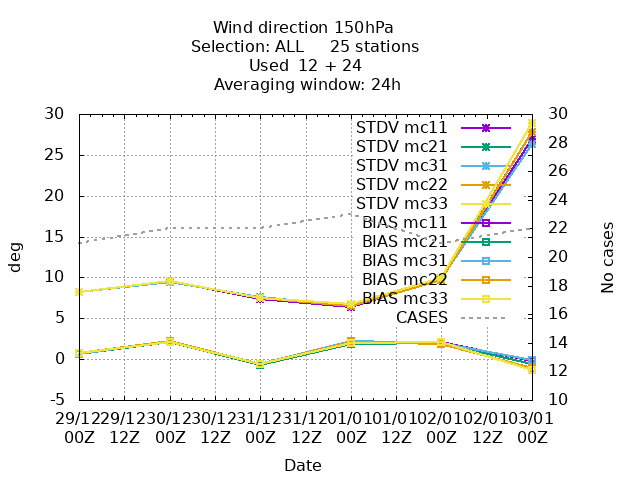 Wind direction 150hPa
Selection: ALL 25 stations
Used 12 + 24
Averaging window: 24h
30 30
25 28
20 26
15 24
10 22
5 20
0 18
-5 16
14
12
10
deg
No cases
STDV mc11
STDV mc21
STDV mc31
STDV mc22
STDV mc33
BIAS mc11
BIAS mc21
BIAS mc31
BIAS mc22
BIAS mc33
CASES
29/12 29/12 30/12 30/12 31/12 31/12 01/01 01/01 02/01 02/01 03/01
00Z 12Z 00Z 12Z 00Z 12Z 00Z 12Z 00Z 12Z 00Z
Date